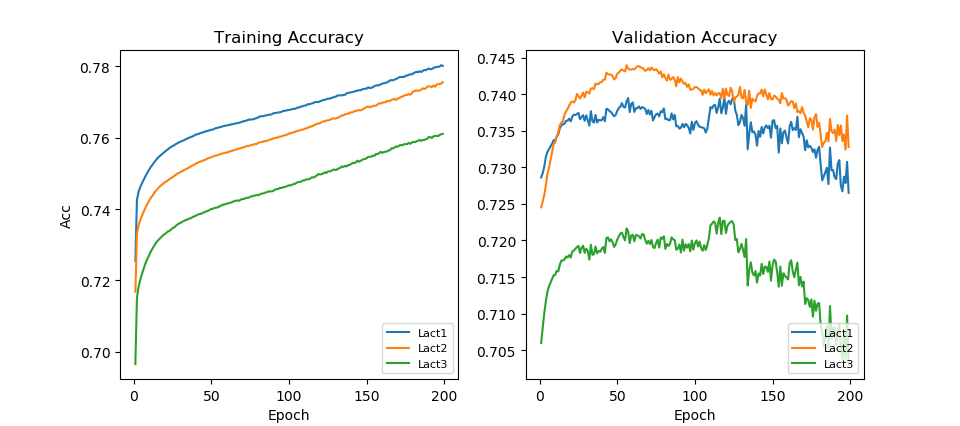 Training Accuracy
Acc
0.78
0.76
0.74
0.72
0.70
0 50 100 150 200
Epoch
Lact1
Lact2
Lact3
Validation Accuracy
0.745
0.740
0.735
0.730
0.725
0.720
0.715
0.710
0.705
0 50 100 150 200
Epoch
Lact1
Lact2
Lact3